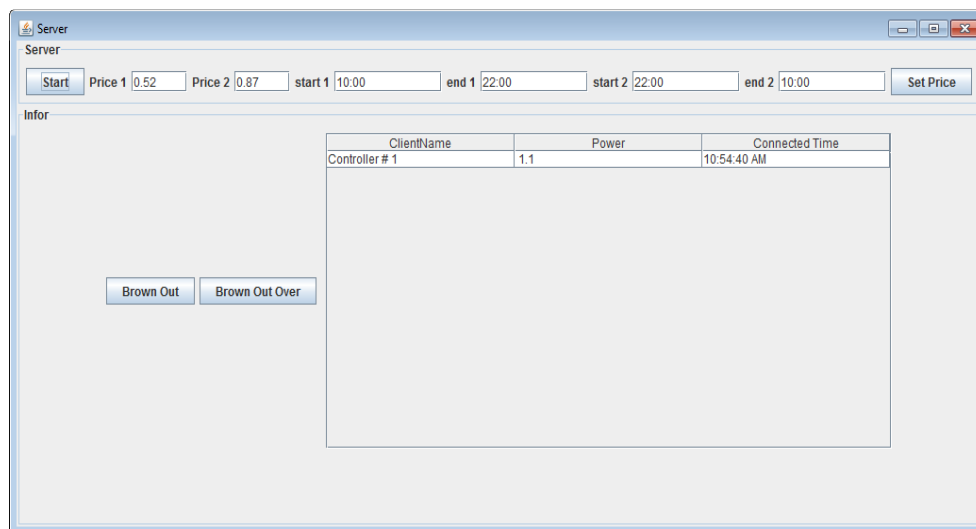 Server
Server
Start Price 1 0.52 Price 2 0.87 start 1 10:00 end 1 22:00 start 2 22:00 end 2 10:00 Set Price
Infor
ClientName Power Connected Time
Controller # 1 1.1 10:54:40 AM
Brown Out Brown Out Over